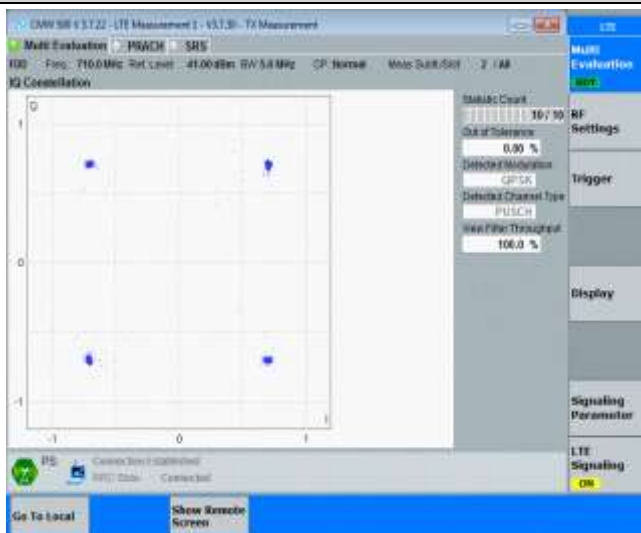 CMW 500 V 3.7.22 - LTE Measurement 1 - V3.7.30 - TX Measurement
LTE
Multi Evaluation PRACH SRS
Multi
Evaluation
RDY
FDD Freq: 710.0 MHz Ref. Level: 41.00 dBm BW: 5.0 MHz CP: Normal Meas Subfr./Slot 2 / All
IQ Constellation
Statistic Count
10 / 10
Out of Tolerance
0.00 %
Detected Modulation
QPSK
Detected Channel Type
PUSCH
View Filter Throughput
100.0 %
RF
Settings
Trigger
Display
Signaling
Parameter
LTE
Signaling
ON
Q
1
0
-1
I
-1 0 1
PS:
Connection Established
RRC State: Connected
Go To Local
Show Remote
Screen